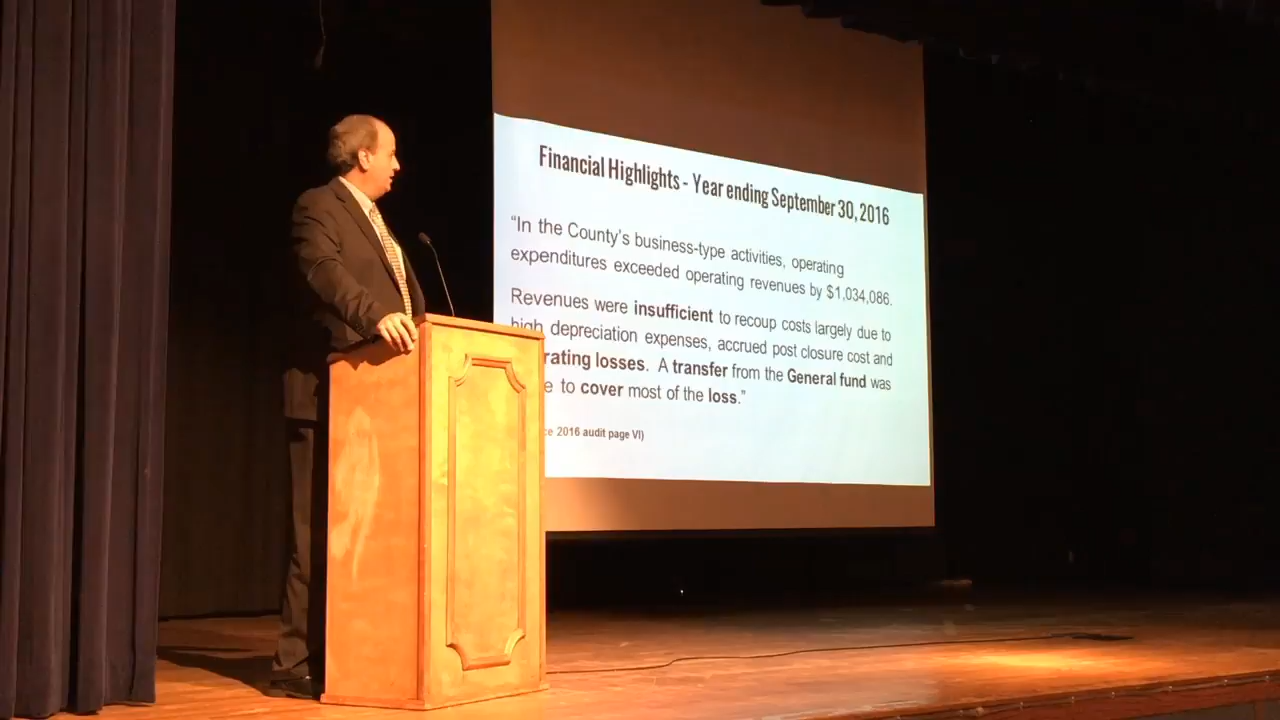 Financial Highlights - Year ending September 30, 2016
“In the County's business-type activities, operating
expenditures exceeded operating revenues by $1,034,086.
Revenues were insufficient to recoup costs largely due to
high depreciation expenses, accrued post closure cost and
rating losses. A transfer from the General fund was
e to cover most of the loss.”
2016 audit page VI)